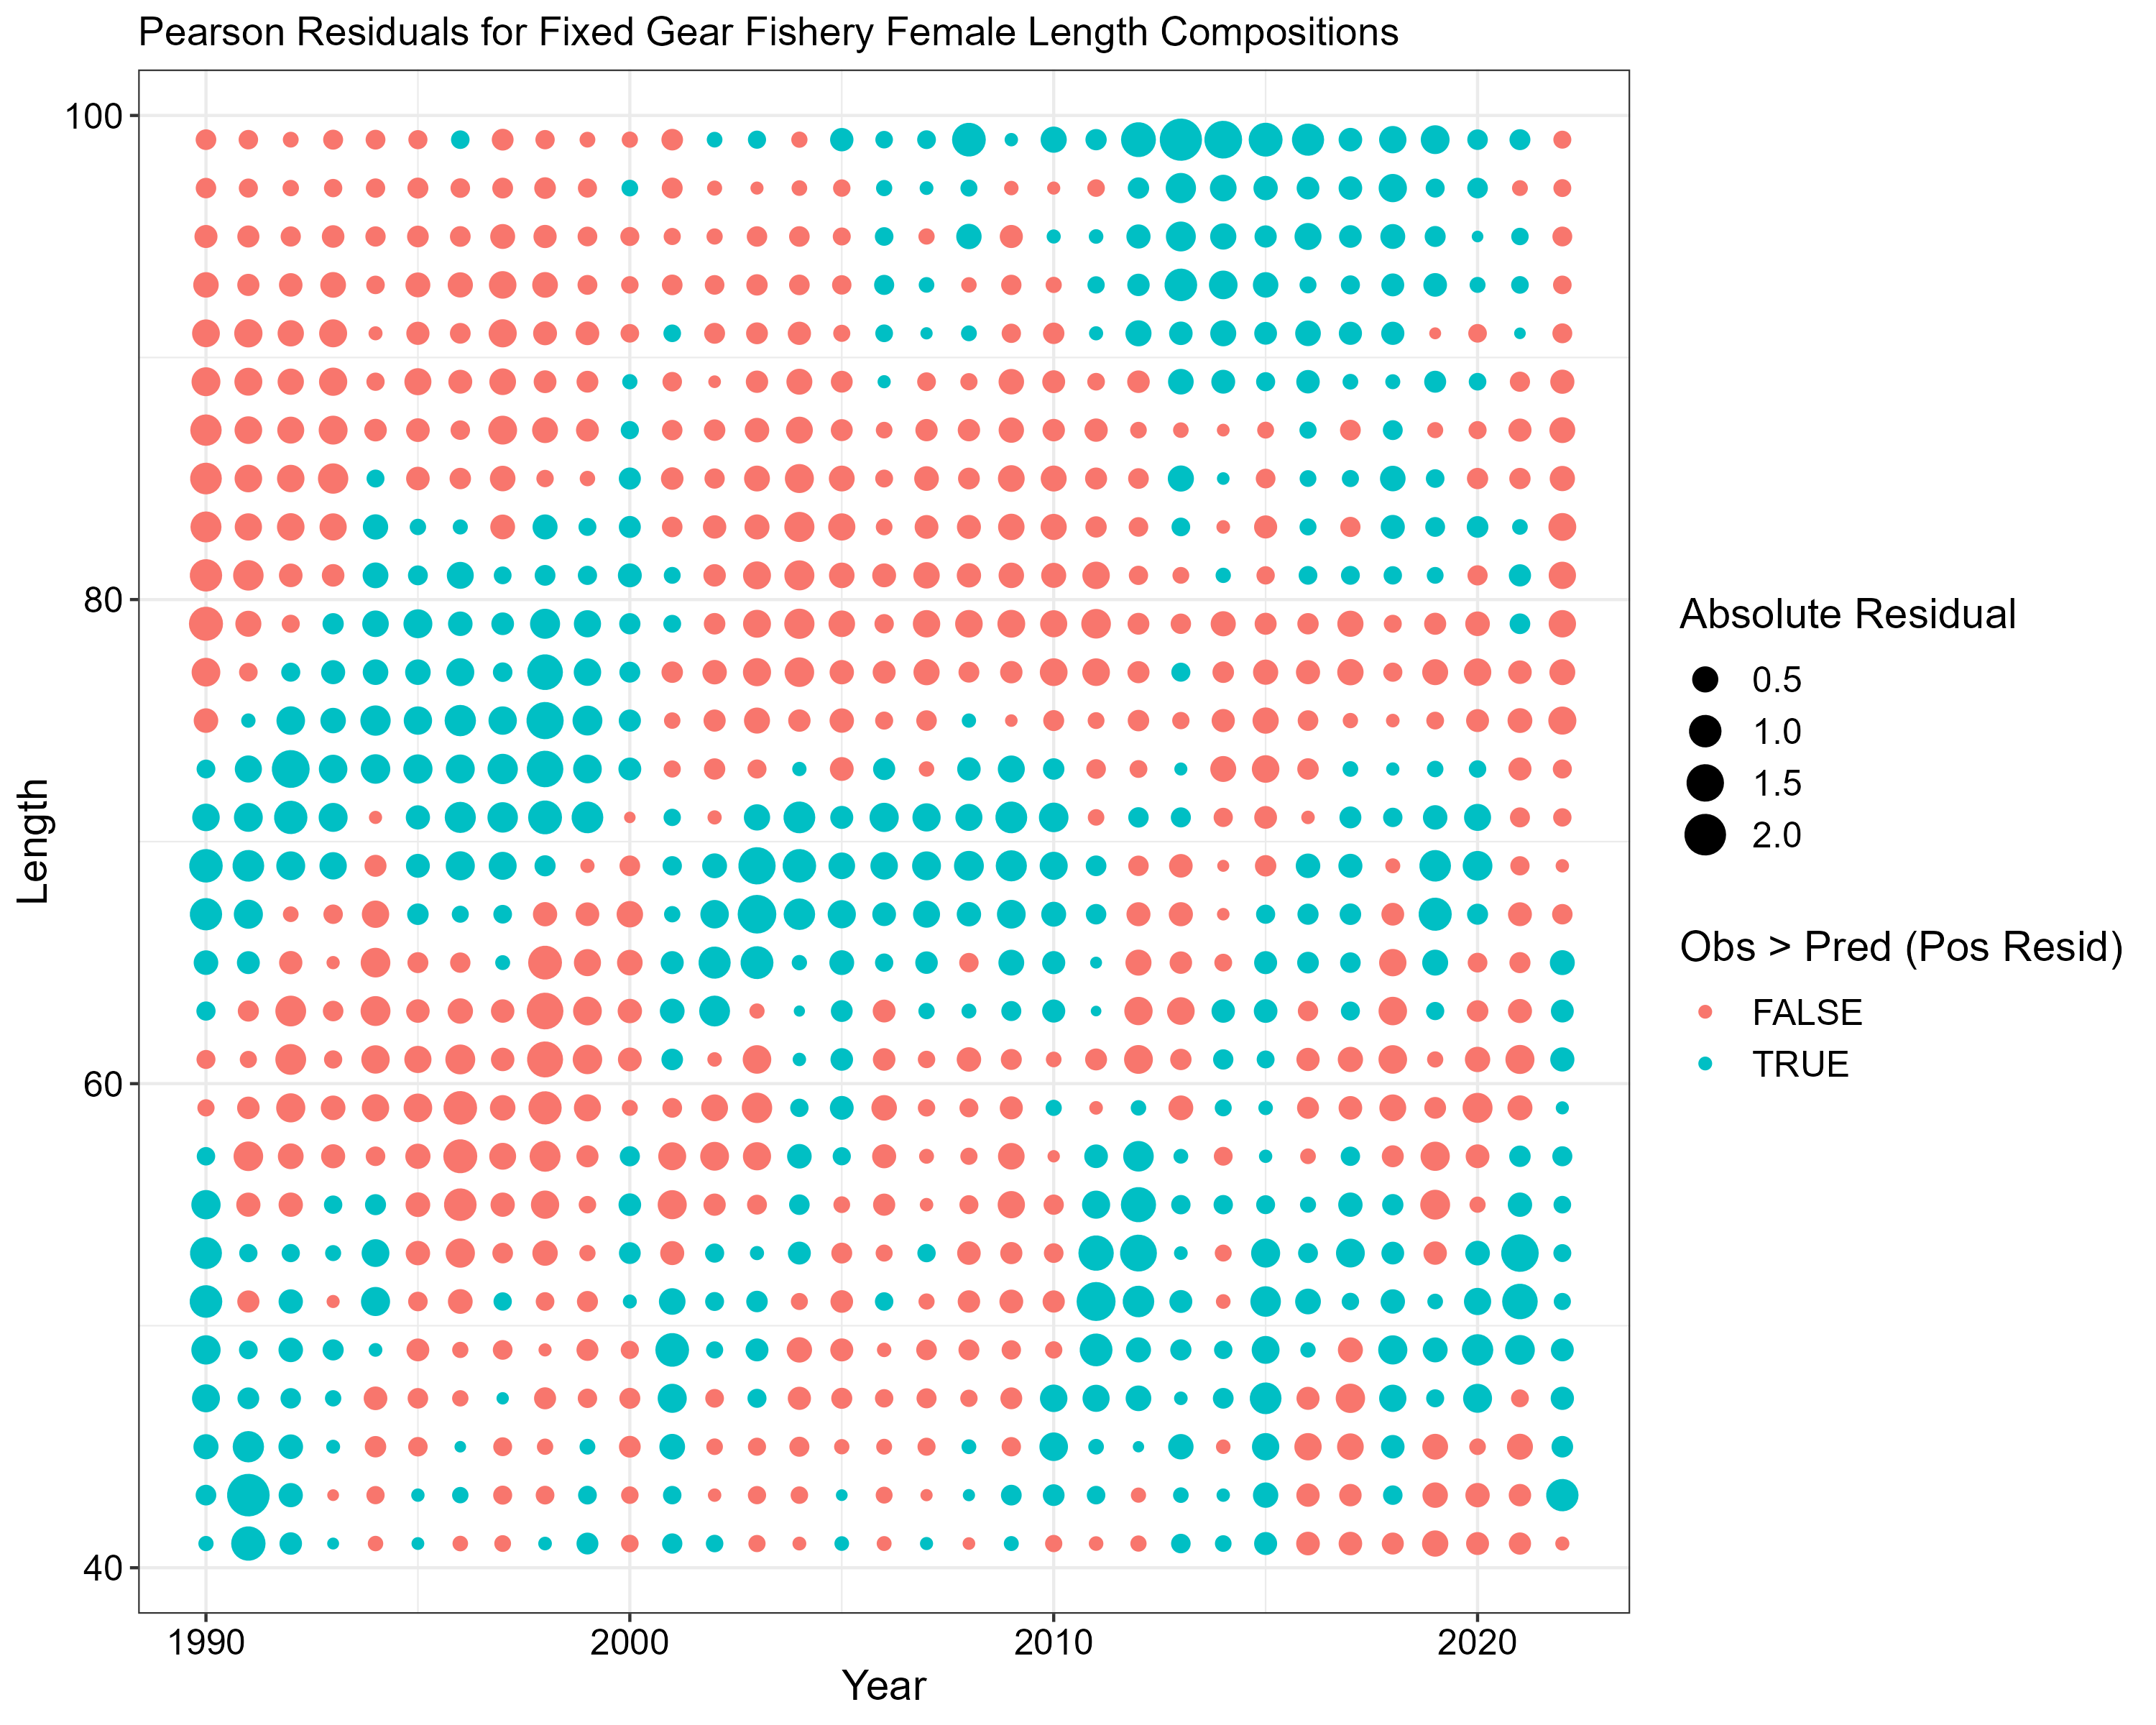 Pearson Residuals for Fixed Gear Fishery Female Length Compositions
100
80
60
40
Length
1990
2000
2010
2020
Year
Absolute Residual
0.5
1.0
1.5
2.0
Obs > Pred (Pos Resid)
FALSE
TRUE